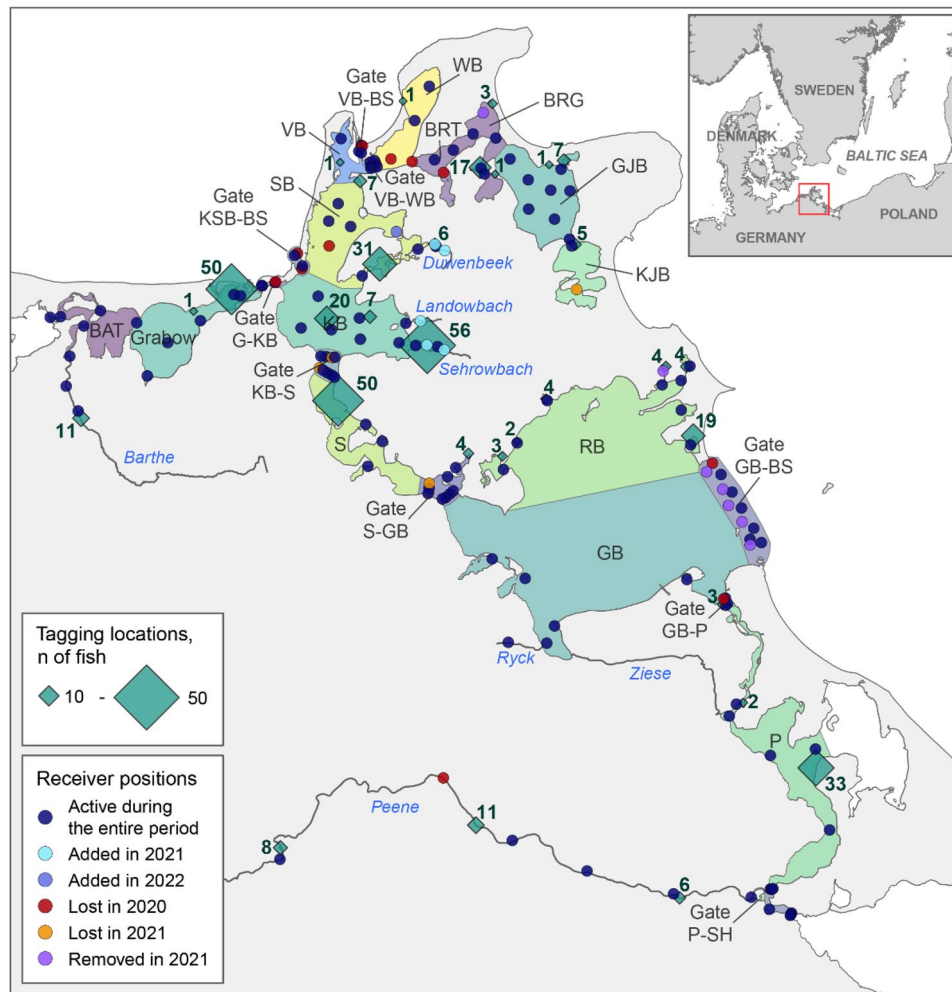 WB
Gate
VB-BS
1
3
BRG
SWEDEN
DENMARK
BALTIC SEA
POLAND
GERMANY
VB
BRT
1
17
1
1
7
GJB
Gate
VB-WB
7
SB
Gate
KSB-BS
6
Duwenbeek
31
5
KJB
50
1
20
7
KB
Landowbach
56
Sehrowbach
BAT
Grabow
Gate
G-KB
Gate
KB-S
50
4
4
4
11
Barthe
S
2
3
4
19
RB
Gate
GB-BS
Gate
S-GB
GB
3
Gate
GB-P
Ryck
Ziese
2
P
33
Tagging locations,
n of fish
10 - 50
Receiver positions
Active during
the entire period
Added in 2021
Added in 2022
Lost in 2020
Lost in 2021
Removed in 2021
Peene
11
8
6
Gate
P-SH